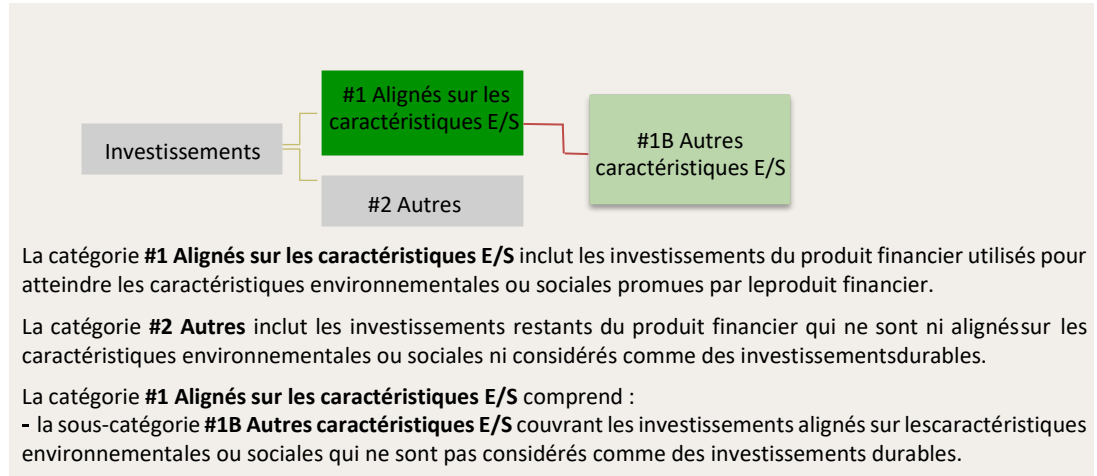 #1 Alignés sur les
caractéristiques E/S
Investissements
#1B Autres
caractéristiques E/S
#2 Autres
La catégorie #1 Alignés sur les caractéristiques E/S inclut les investissements du produit financier utilisés pour
atteindre les caractéristiques environnementales ou sociales promues par leproduit financier.
La catégorie #2 Autres inclut les investissements restants du produit financier qui ne sont ni alignéssur les
caractéristiques environnementales ou sociales ni considérés comme des investissementsdurables.
La catégorie #1 Alignés sur les caractéristiques E/S comprend :
- la sous-catégorie #1B Autres caractéristiques E/S couvrant les investissements alignés sur lescaractéristiques
environnementales ou sociales qui ne sont pas considérés comme des investissements durables.